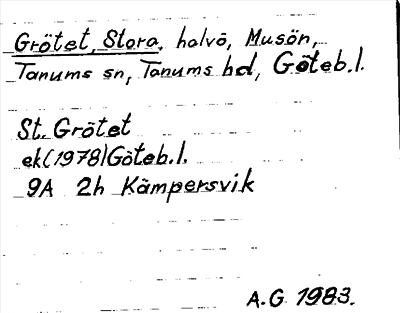 Grötet, Stora, halvö, Musön,
Tanums sn, Tanums hd, Göteb.l.
St. Grötet
ek(1978)Göteb.l.
9A 2h Kämpersvik
A.G 1983.